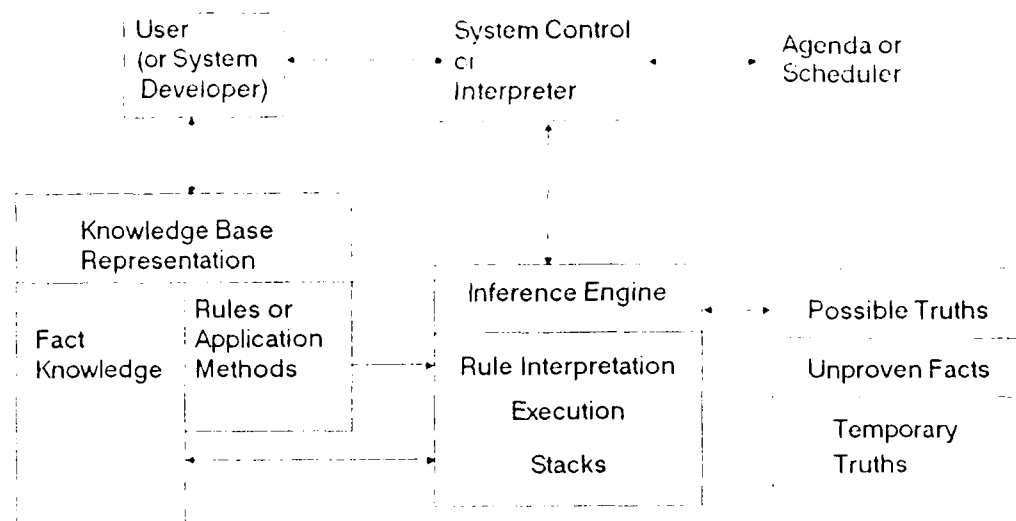 User
(or System
Developer)
System Control
or
Interpreter
Agenda or
Scheduler
Knowledge Base
Representation
Fact
Knowledge
Rules or
Application
Methods
Inference Engine
Rule Interpretation
Execution
Stacks
Possible Truths
Unproven Facts
Temporary
Truths